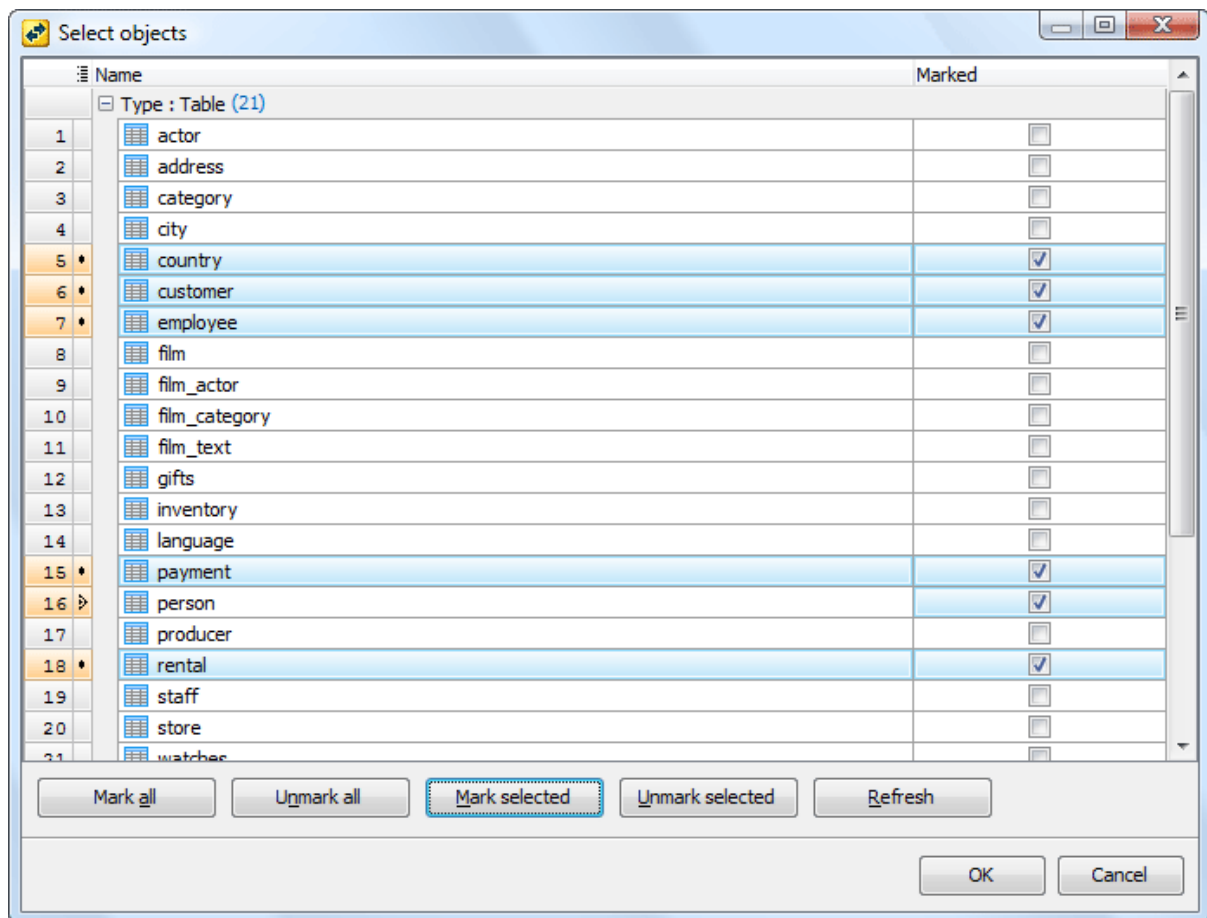 Select objects
Name Marked
Type : Table (21)
1 actor
2 address
3 category
4 city
5 country
6 customer
7 employee
8 film
9 film_actor
10 film_category
11 film_text
12 gifts
13 inventory
14 language
15 payment
16 person
17 producer
18 rental
19 staff
20 store
21 watches
Mark all Unmark all Mark selected Unmark selected Refresh
OK Cancel